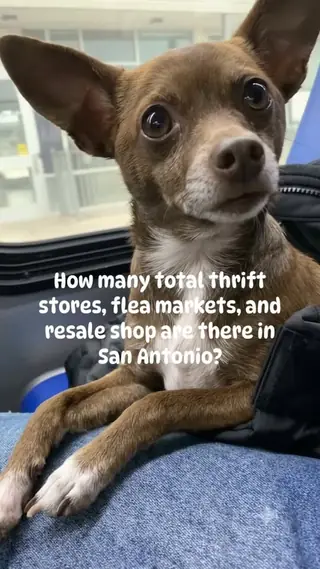 How many total thrift
stores, flea markets, and
resale shop are there in
San Antonio?